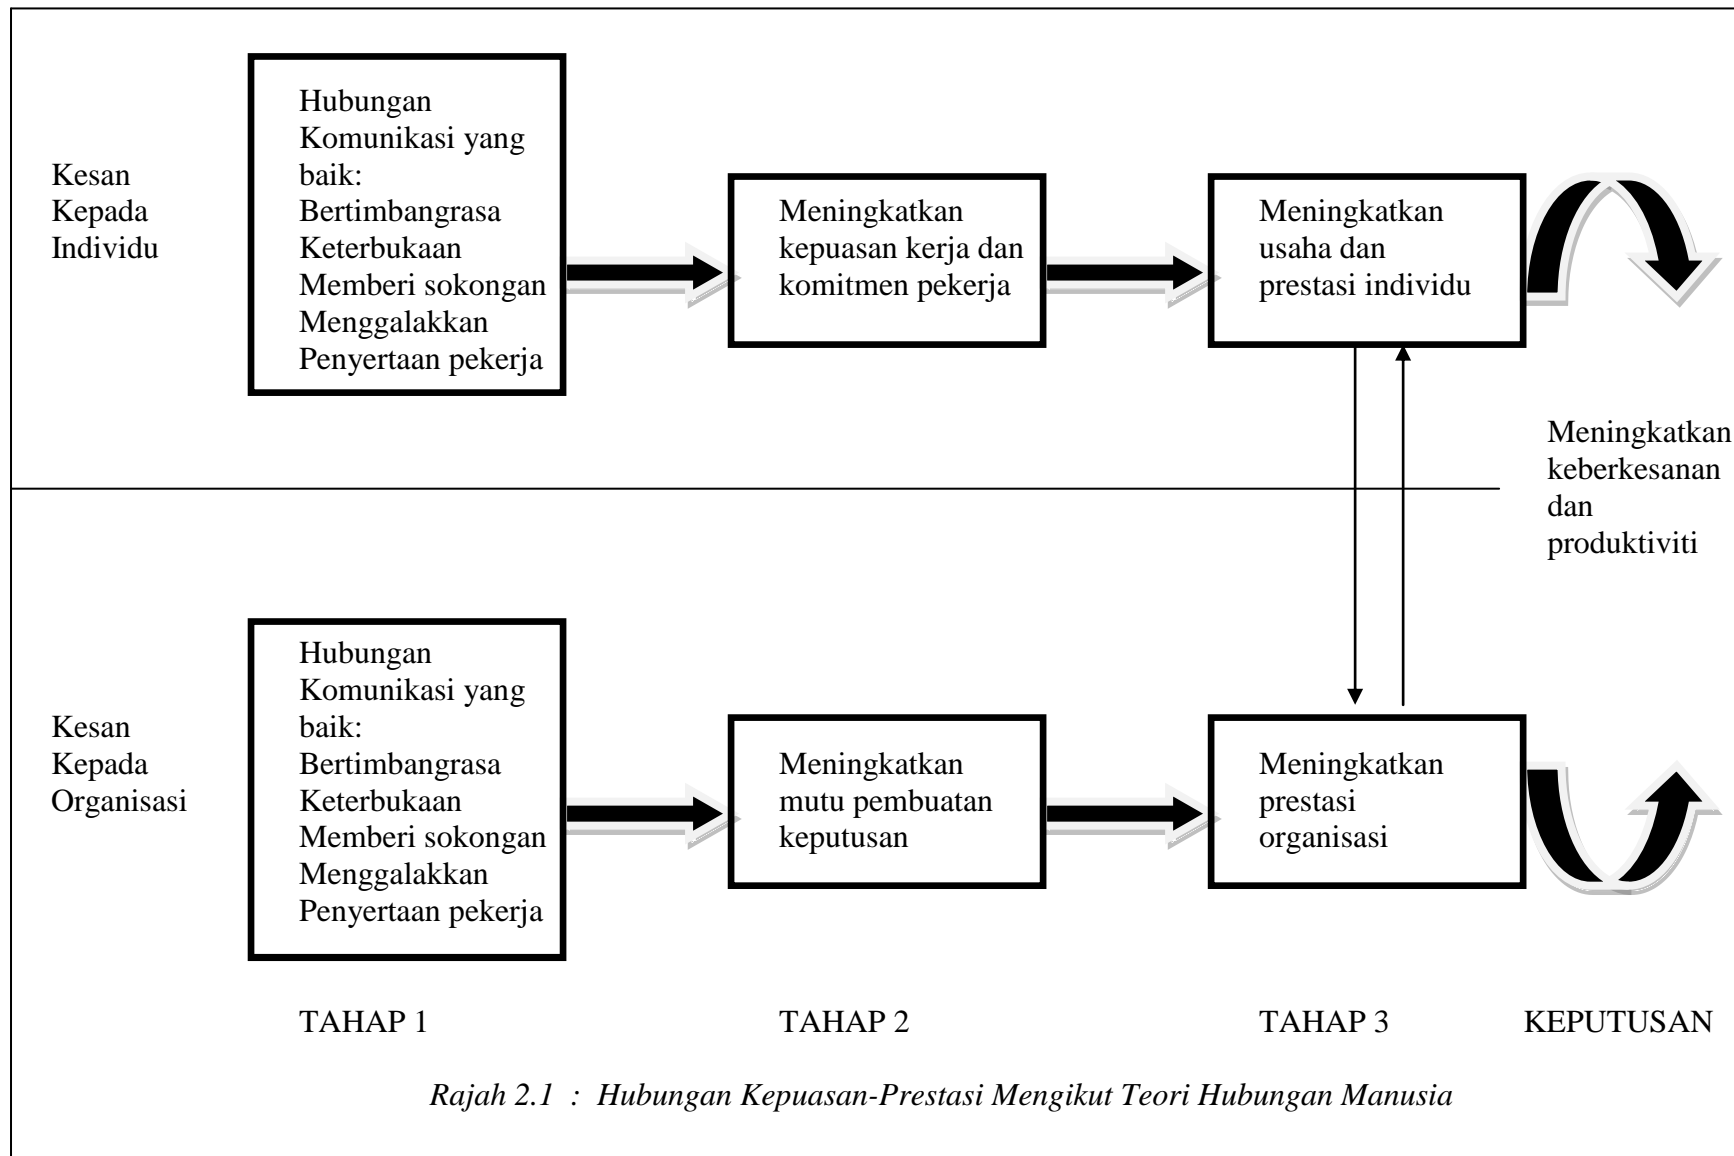 Kesan
Kepada
Individu
Hubungan
Komunikasi yang
baik:
Bertimbangrasa
Keterbukaan
Memberi sokongan
Menggalakkan
Penyertaan pekerja
Meningkatkan
kepuasan kerja dan
komitmen pekerja
Meningkatkan
usaha dan
prestasi individu
Meningkatkan
keberkesanan
dan
produktiviti
Kesan
Kepada
Organisasi
Hubungan
Komunikasi yang
baik:
Bertimbangrasa
Keterbukaan
Memberi sokongan
Menggalakkan
Penyertaan pekerja
Meningkatkan
mutu pembuatan
keputusan
Meningkatkan
prestasi
organisasi
TAHAP 1 TAHAP 2 TAHAP 3 KEPUTUSAN
Rajah 2.1 : Hubungan Kepuasan-Prestasi Mengikut Teori Hubungan Manusia